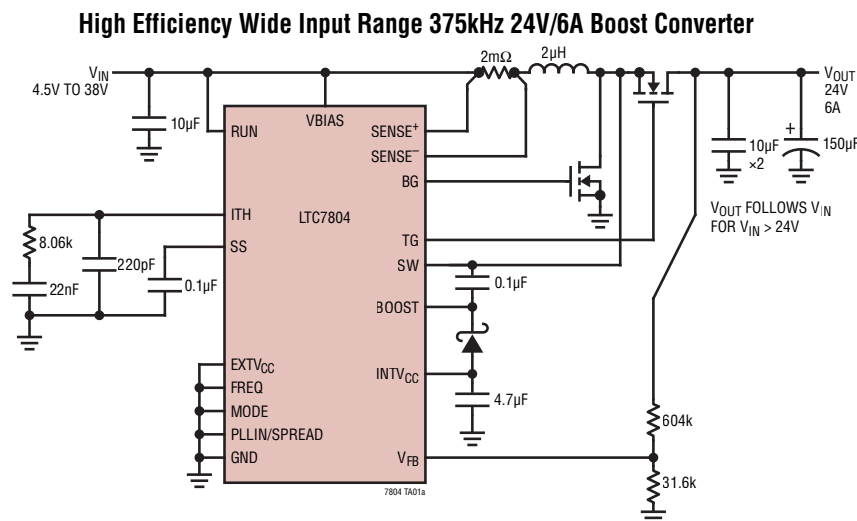 High Efficiency Wide Input Range 375kHz 24V/6A Boost Converter
VIN
4.5V TO 38V
10µF
2mΩ
2µH
VOUT
24V
6A
10µF
×2
+
150µF
VOUT FOLLOWS VIN
FOR VIN > 24V
RUN
VBIAS
SENSE+
SENSE–
BG
ITH
LTC7804
SS
TG
SW
8.06k
22nF
220pF
0.1µF
0.1µF
BOOST
EXTVCC
FREQ
MODE
PLLIN/SPREAD
GND
INTVCC
4.7µF
VFB
604k
31.6k
7804 TA01a